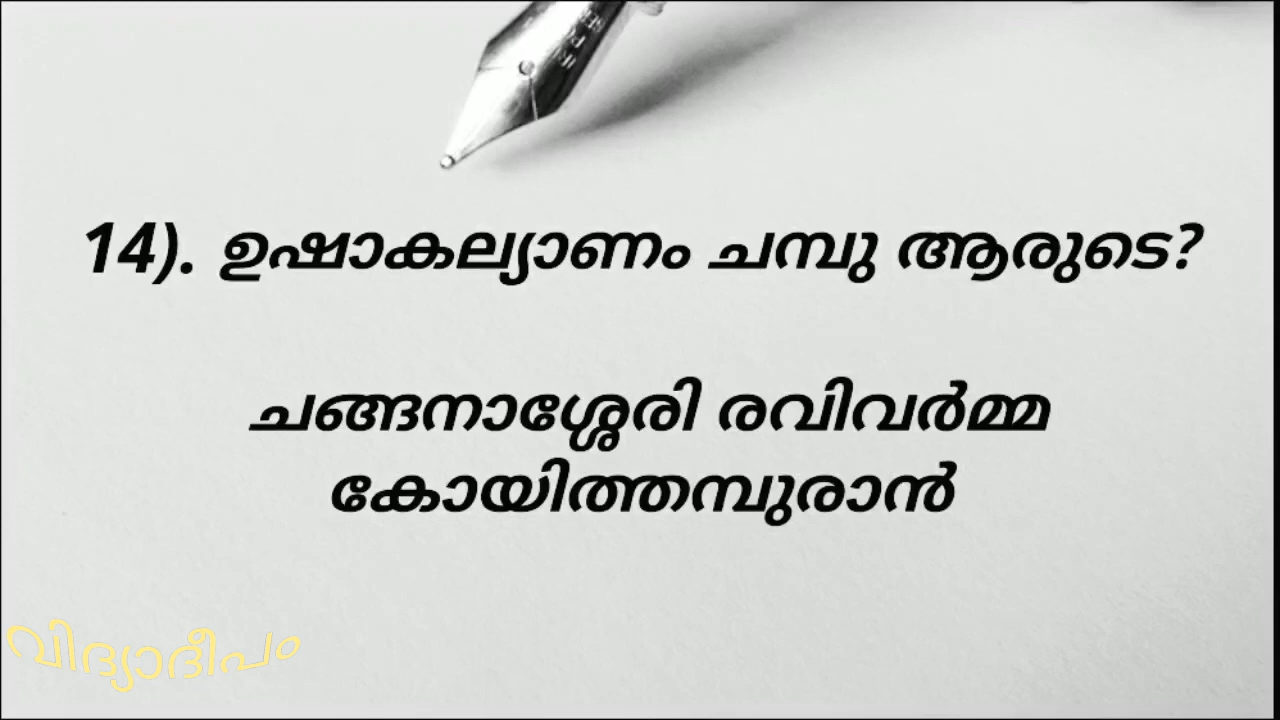 14). ഉഷാകല്യാണം ചമ്പു ആരുടെ?
ചങ്ങനാശ്ശേരി രവിവർമ്മ
കോയിത്തമ്പുരാൻ
വിദ്യാദീപം